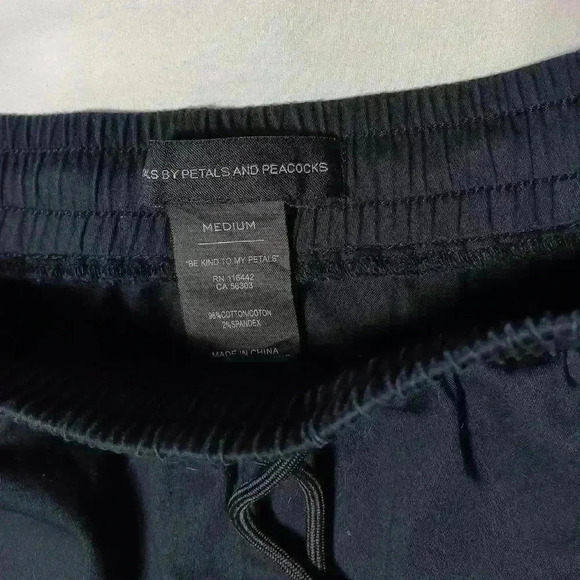 BY PETALS AND PEACOCKS
MEDIUM
"BE KIND TO MY PETALS"
RN 116442
CA 56303
98%COTTON/COTON
2%SPANDEX
MADE IN CHINA